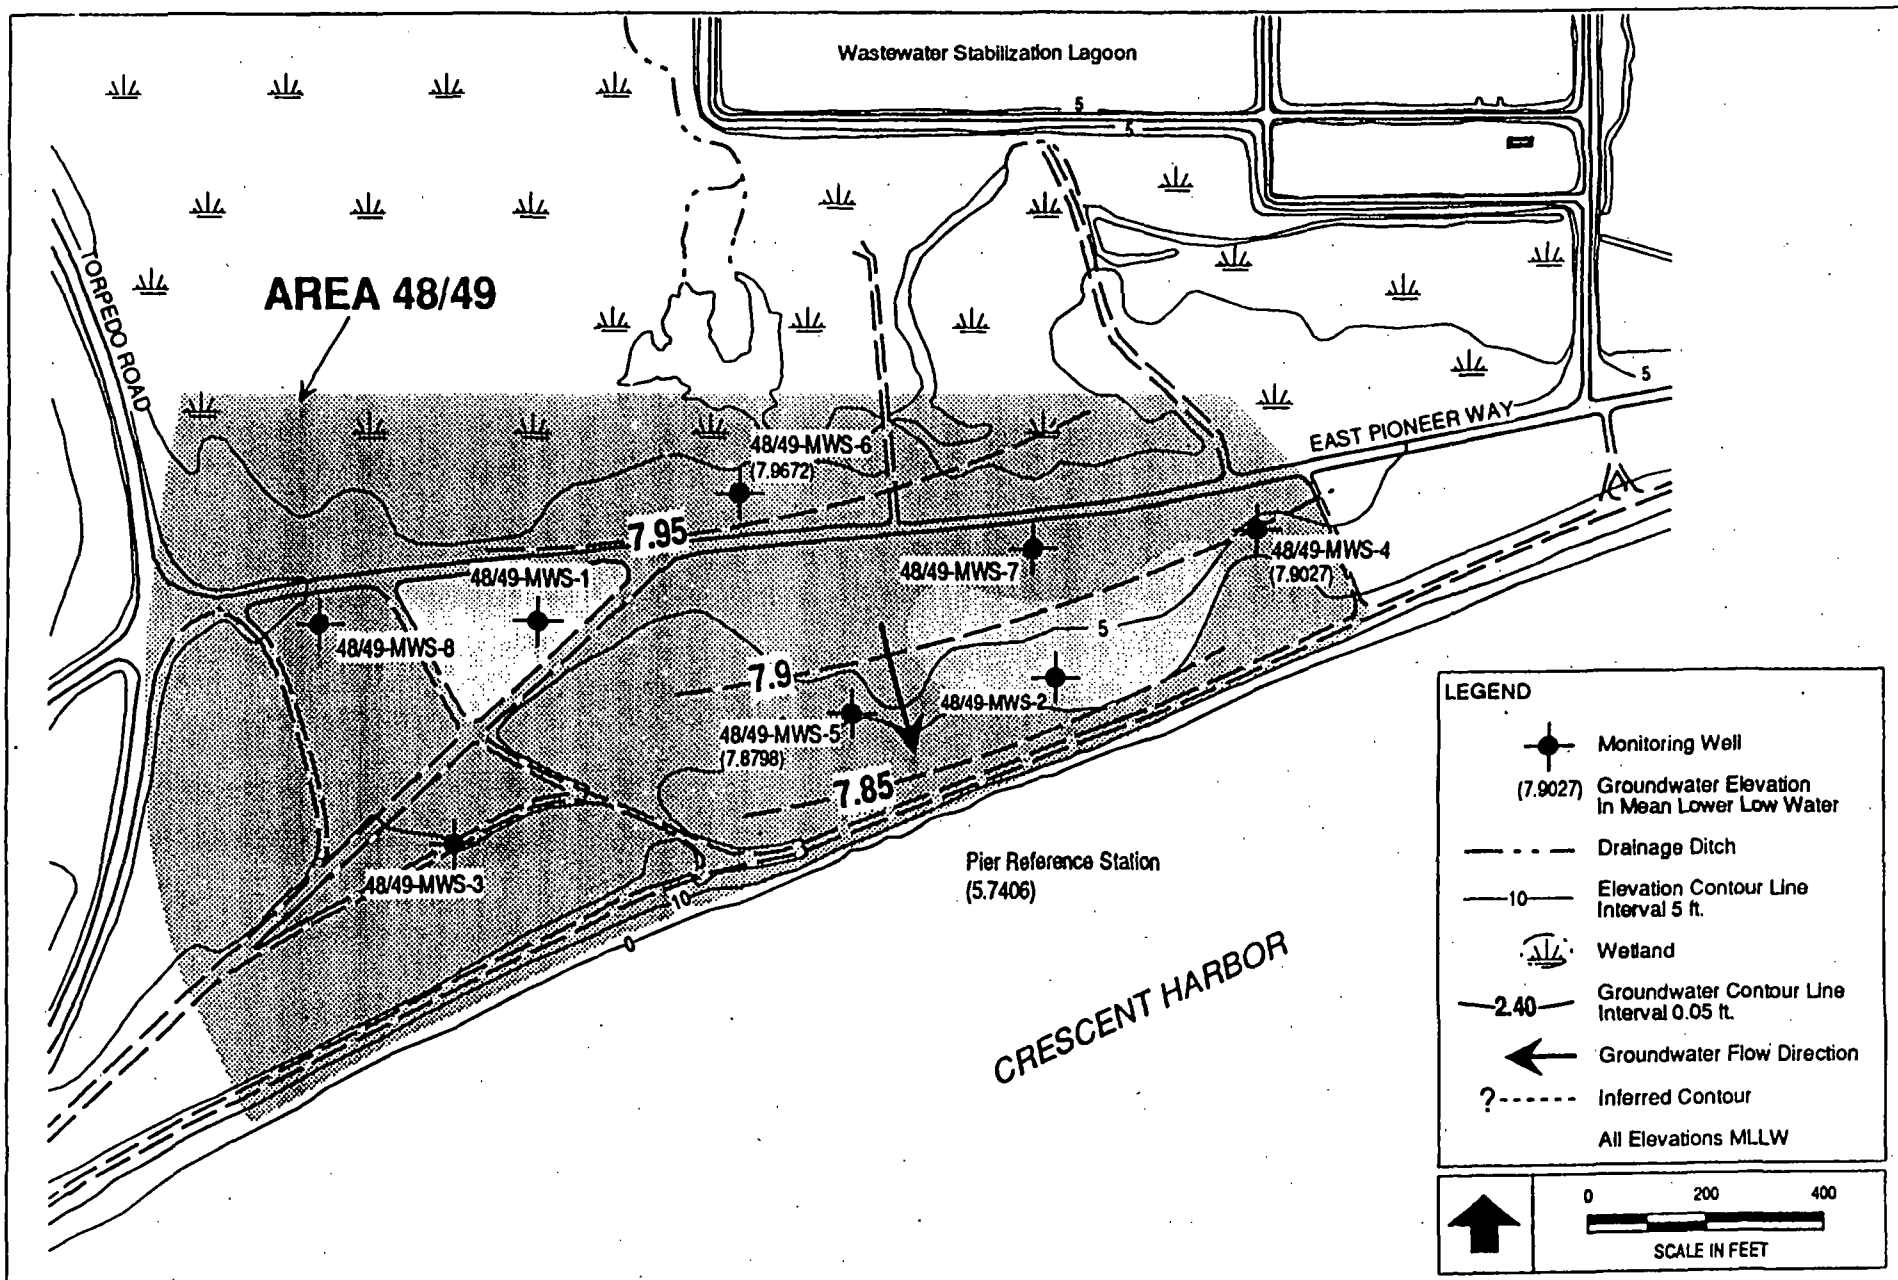 Wastewater Stabilization Lagoon
5
5
TORPEDO ROAD
AREA 48/49
5
EAST PIONEER WAY
48/49-MWS-6
(7.9672)
7.95
48/49-MWS-1
48/49-MWS-7
48/49-MWS-4
(7.9027)
48/49-MWS-8
5
7.9
48/49-MWS-2
48/49-MWS-5
(7.8798)
7.85
48/49-MWS-3
10
0
Pier Reference Station
(5.7406)
CRESCENT HARBOR
LEGEND
Monitoring Well
(7.9027) Groundwater Elevation
In Mean Lower Low Water
Drainage Ditch
10 Elevation Contour Line
Interval 5 ft.
Wetland
2.40 Groundwater Contour Line
Interval 0.05 ft.
Groundwater Flow Direction
? Inferred Contour
All Elevations MLLW
0 200 400
SCALE IN FEET